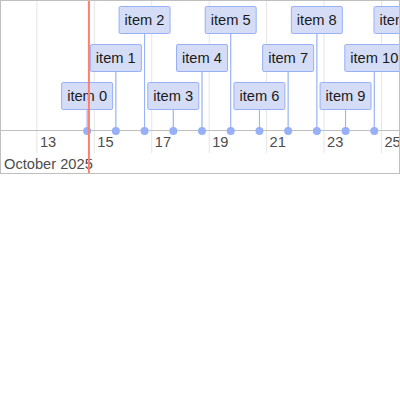 item 2 item 5 item 8
item 1 item 4 item 7 item 10
item 0 item 3 item 6 item 9
13 15 17 19 21 23 25
October 2025